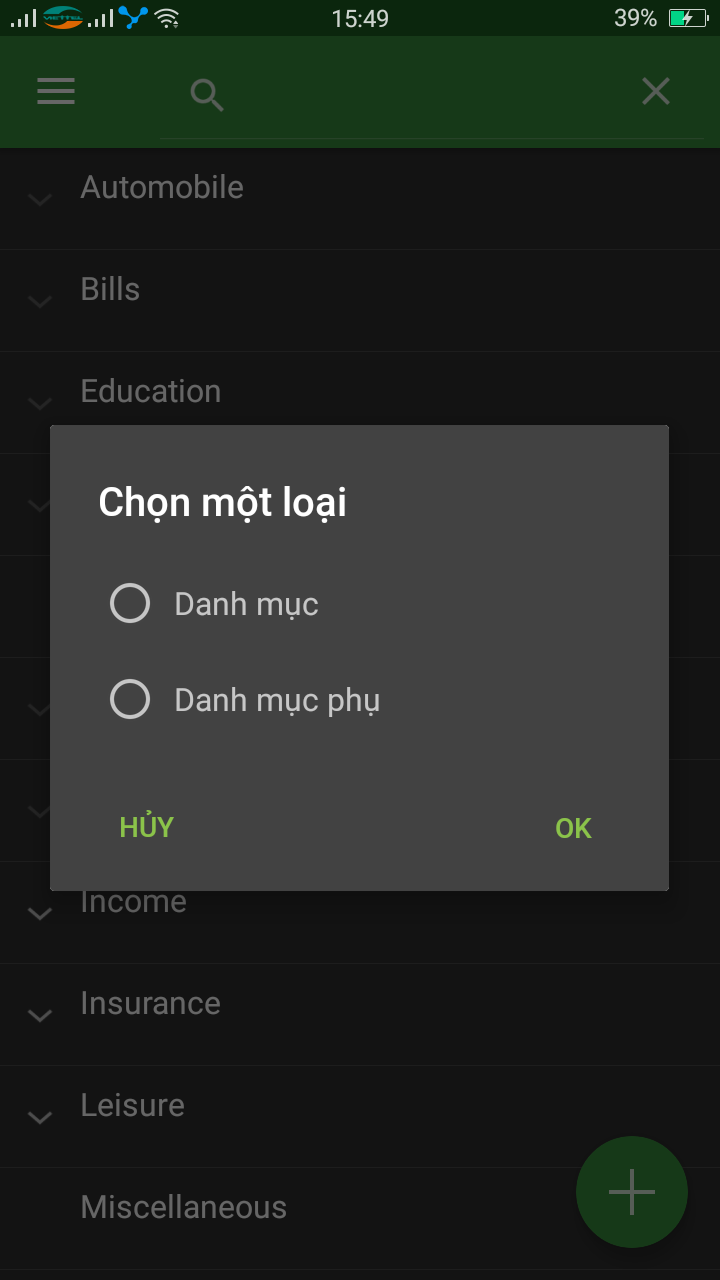 VIETTEL 15:49 39%
Automobile
Bills
Education
Chọn một loại
Danh mục
Danh mục phụ
HỦY OK
Income
Insurance
Leisure
Miscellaneous